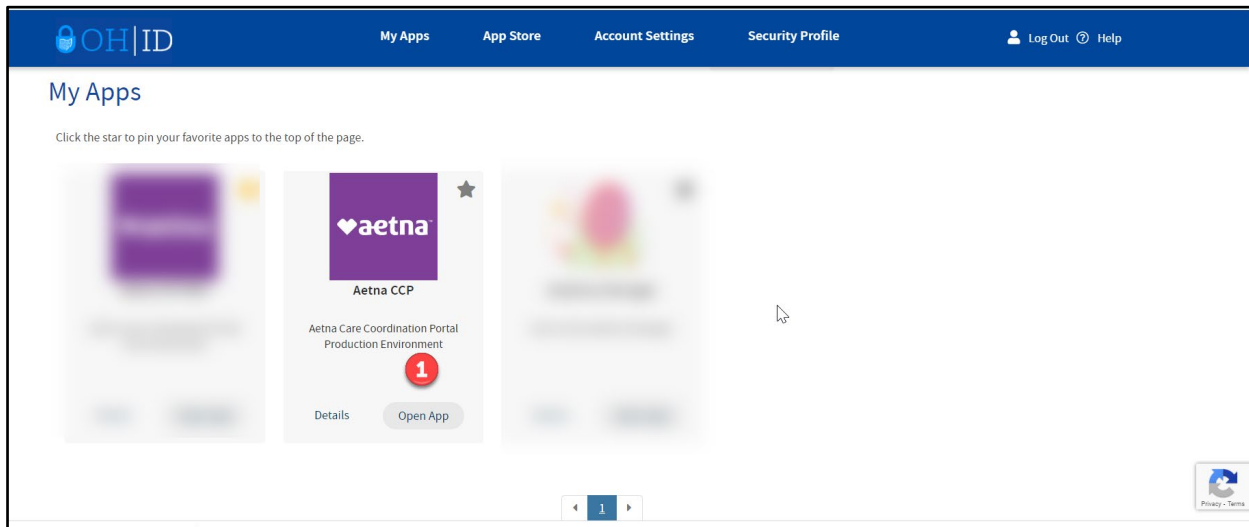 OH|ID
My Apps
App Store
Account Settings
Security Profile
Log Out
Help
My Apps
Click the star to pin your favorite apps to the top of the page.
aetna™
Aetna CCP
Aetna Care Coordination Portal
Production Environment
1
Details
Open App
1
Privacy - Terms